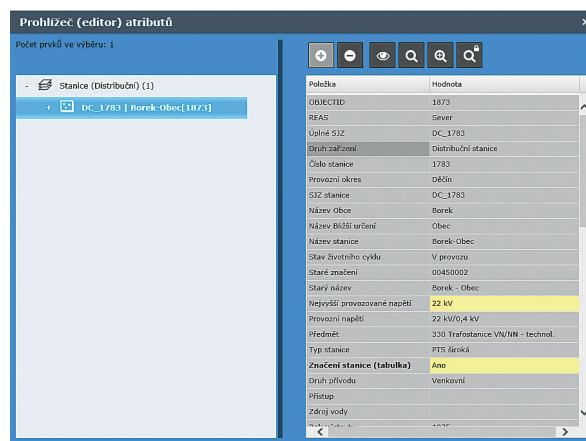 Prohlížeč (editor) atributů
Počet prvků ve výběru: 1
- Stanice (Distribuční) (1)
+ DC_1783 | Borek-Obec[1873]
Položka Hodnota
OBJECTID 1873
REAS Sever
Úplné SJZ DC_1783
Druh zařízení Distribuční stanice
Číslo stanice 1783
Provozní okres Děčín
SJZ stanice DC_1783
Název Obce Borek
Název Bližší určení Obec
Název stanice Borek-Obec
Stav životního cyklu V provozu
Staré značení 00450002
Starý název Borek - Obec
Nejvyšší provozované napětí 22 kV
Provozní napětí 22 kV/0,4 kV
Předmět 330 Trafostanice VN/NN - technol.
Typ stanice PTS široká
Značení stanice (tabulka) Ano
Druh přívodu Venkovní
Přístup
Zdroj vody